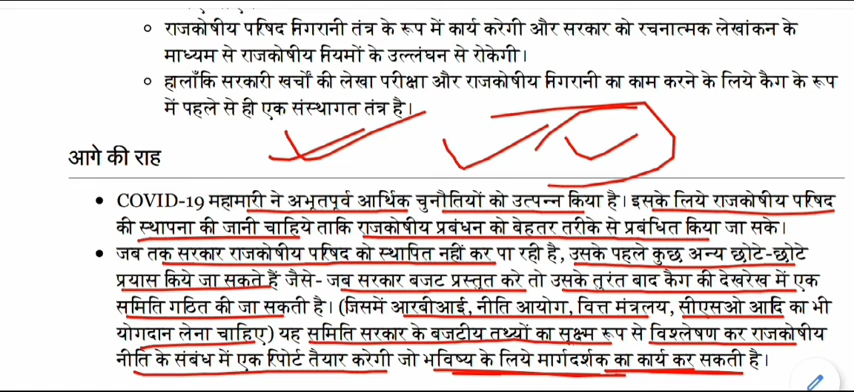 राजकोषीय परिषद निगरानी तंत्र के रूप में कार्य करेगी और सरकार को रचनात्मक लेखांकन के
माध्यम से राजकोषीय नियमों के उल्लंघन से रोकेगी।
हालाँकि सरकारी खर्चों की लेखा परीक्षा और राजकोषीय निगरानी का काम करने के लिये कैग के रूप
में पहले से ही एक संस्थागत तंत्र है।
आगे की राह
COVID-19 महामारी ने अभूतपूर्व आर्थिक चुनौतियों को उत्पन्न किया है। इसके लिये राजकोषीय परिषद
की स्थापना की जानी चाहिये ताकि राजकोषीय प्रबंधन को बेहतर तरीके से प्रबंधित किया जा सके।
जब तक सरकार राजकोषीय परिषद को स्थापित नहीं कर पा रही है, उसके पहले कुछ अन्य छोटे-छोटे
प्रयास किये जा सकते हैं जैसे- जब सरकार बजट प्रस्तुत करे तो उसके तुरंत बाद कैग की देखरेख में एक
समिति गठित की जा सकती है। (जिसमें आरबीआई, नीति आयोग, वित्त मंत्रलय, सीएसओ आदि का भी
योगदान लेना चाहिए) यह समिति सरकार के बजटीय तथ्यों का सूक्ष्म रूप से विश्लेषण कर राजकोषीय
नीति के संबंध में एक रिपोर्ट तैयार करेगी जो भविष्य के लिये मार्गदर्शक का कार्य कर सकती है।